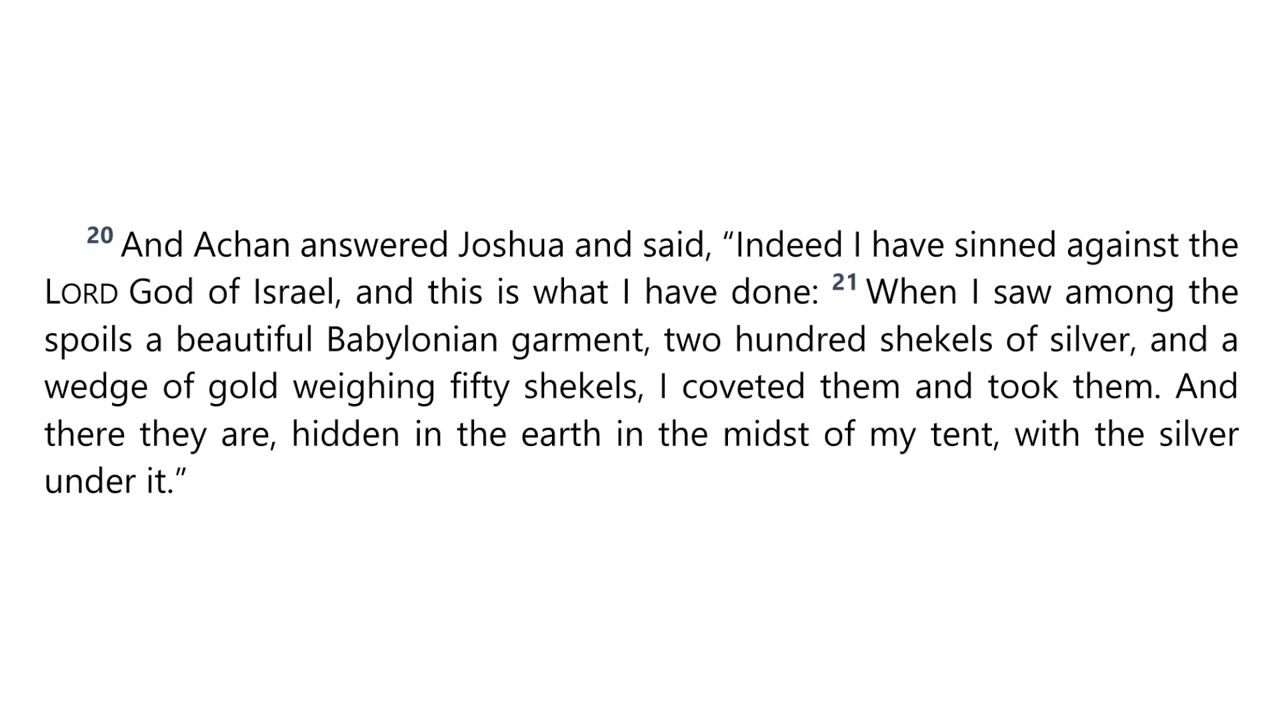 20 And Achan answered Joshua and said, “Indeed I have sinned against the
LORD God of Israel, and this is what I have done: 21 When I saw among the
spoils a beautiful Babylonian garment, two hundred shekels of silver, and a
wedge of gold weighing fifty shekels, I coveted them and took them. And
there they are, hidden in the earth in the midst of my tent, with the silver
under it.”